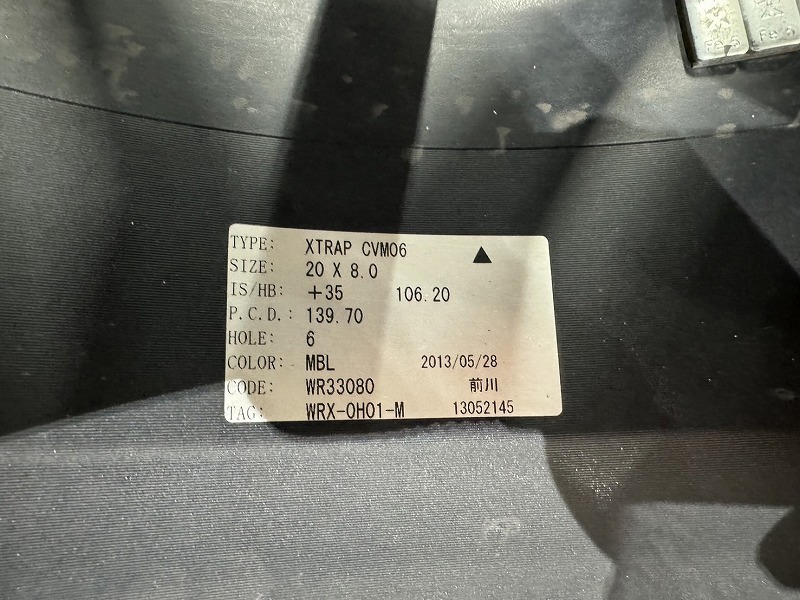 TYPE: XTRAP CVM06 ▲
SIZE: 20 X 8.0
IS/HB: +35 106.20
P.C.D.: 139.70
HOLE: 6
COLOR: MBL 2013/05/28
CODE: WR33080 前川
TAG: WRX-0H01-M 13052145